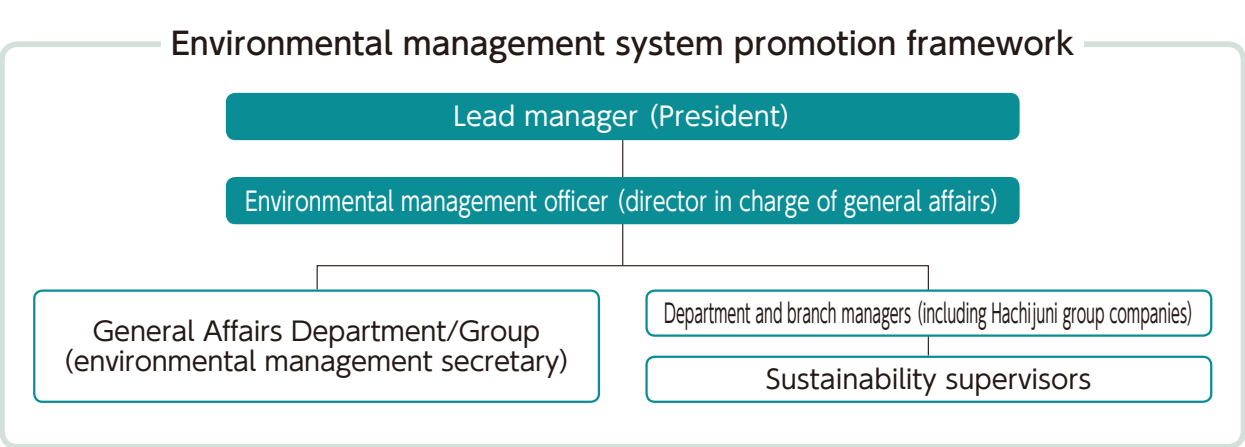 Environmental management system promotion framework
Lead manager (President)
Environmental management officer (director in charge of general affairs)
General Affairs Department/Group
(environmental management secretary)
Department and branch managers (including Hachijuni group companies)
Sustainability supervisors